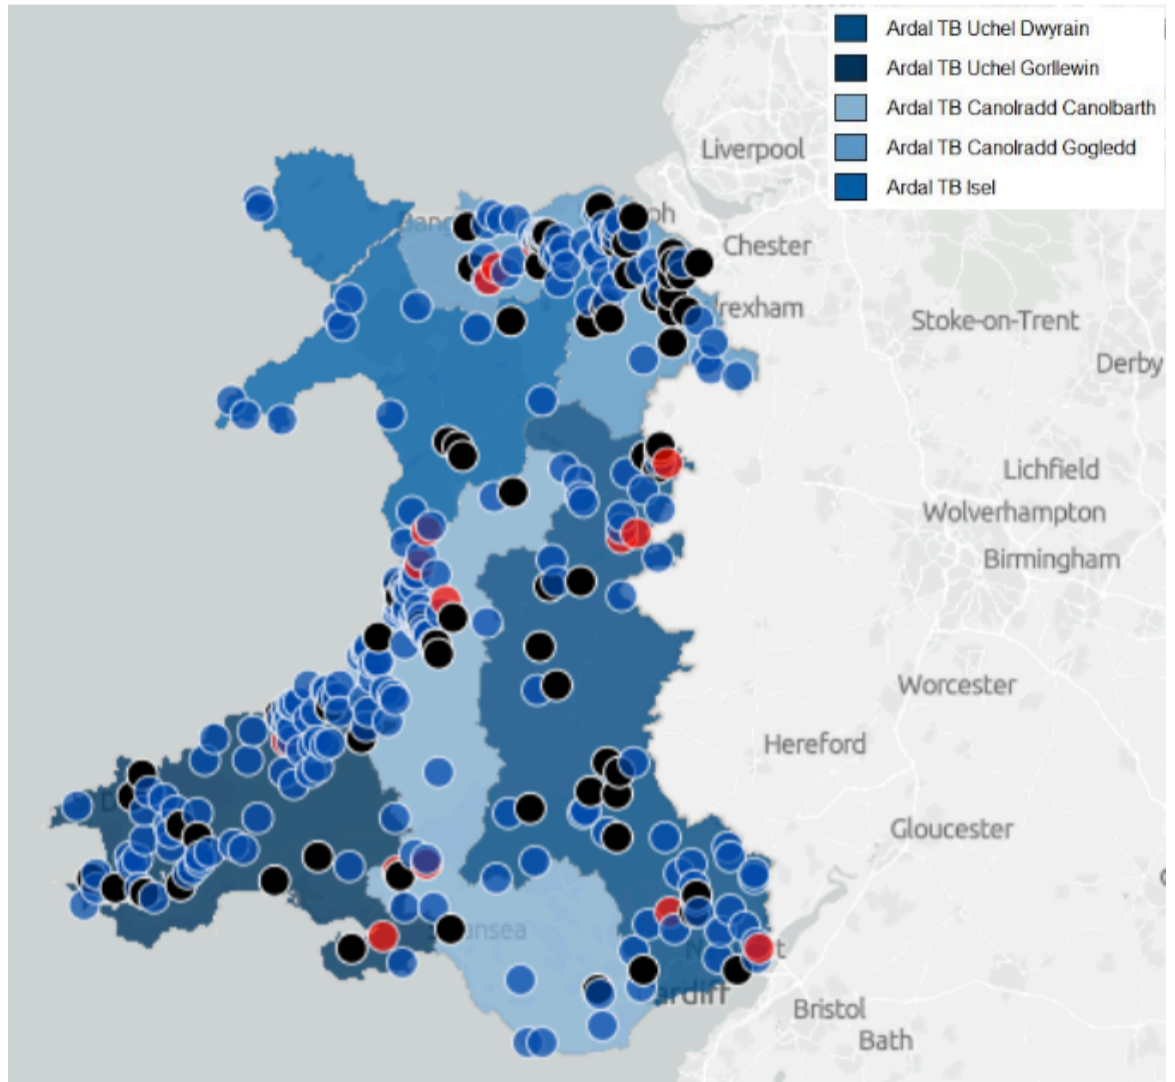 Ardal TB Uchel Dwyrain
Ardal TB Uchel Gorllewin
Ardal TB Canolradd Canolbarth
Ardal TB Canolradd Gogledd
Ardal TB Isel
Liverpool
Chester
Stoke-on-Trent
Derby
Lichfield
Wolverhampton
Birmingham
Worcester
Hereford
Gloucester
Bristol
Bath